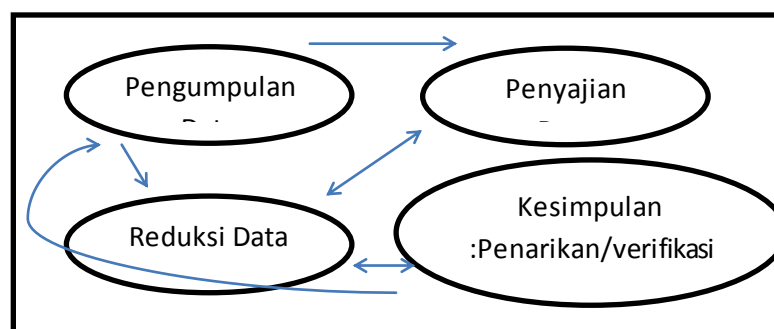 Pengumpulan
Penyajian
Reduksi Data
Kesimpulan
:Penarikan/verifikasi